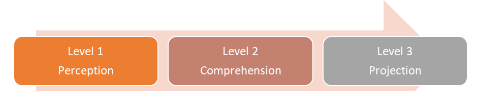 Level 1
Perception
Level 2
Comprehension
Level 3
Projection